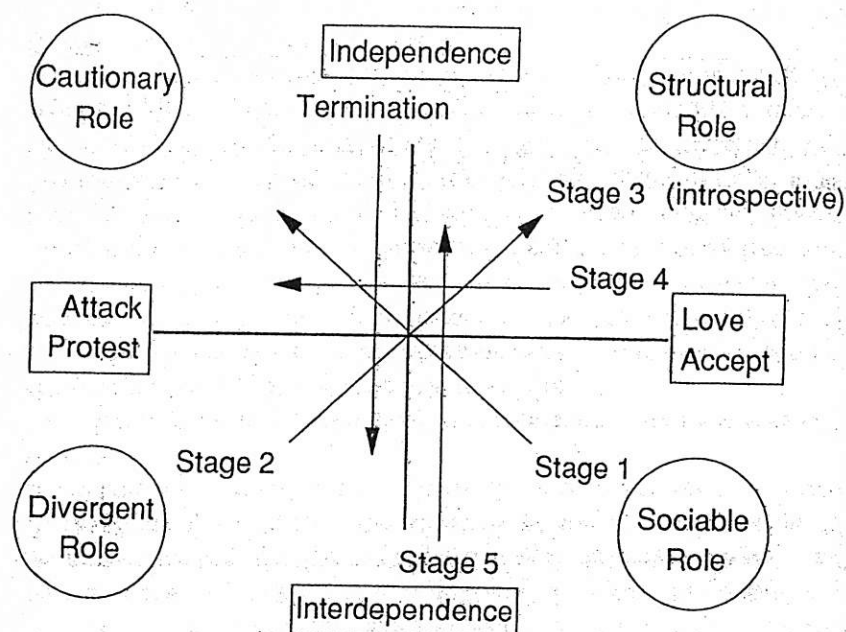 Independence
Cautionary
Role
Structural
Role
Termination
Stage 3 (introspective)
Stage 4
Attack
Protest
Love
Accept
Stage 2
Stage 1
Divergent
Role
Sociable
Role
Stage 5
Interdependence